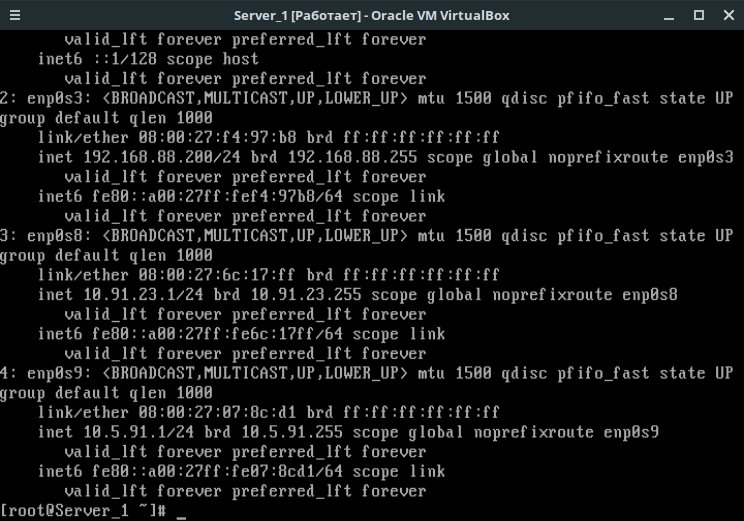 Server_1 [Работает] - Oracle VM VirtualBox
valid_lft forever preferred_lft forever
inet6 ::1/128 scope host
valid_lft forever preferred_lft forever
2: enp0s3: <BROADCAST,MULTICAST,UP,LOWER_UP> mtu 1500 qdisc pfifo_fast state UP
group default qlen 1000
link/ether 08:00:27:f4:97:b8 brd ff:ff:ff:ff:ff:ff
inet 192.168.88.200/24 brd 192.168.88.255 scope global noprefixroute enp0s3
valid_lft forever preferred_lft forever
inet6 fe80::a00:27ff:fef4:97b8/64 scope link
valid_lft forever preferred_lft forever
3: enp0s8: <BROADCAST,MULTICAST,UP,LOWER_UP> mtu 1500 qdisc pfifo_fast state UP
group default qlen 1000
link/ether 08:00:27:6c:17:ff brd ff:ff:ff:ff:ff:ff
inet 10.91.23.1/24 brd 10.91.23.255 scope global noprefixroute enp0s8
valid_lft forever preferred_lft forever
inet6 fe80::a00:27ff:fe6c:17ff/64 scope link
valid_lft forever preferred_lft forever
4: enp0s9: <BROADCAST,MULTICAST,UP,LOWER_UP> mtu 1500 qdisc pfifo_fast state UP
group default qlen 1000
link/ether 08:00:27:07:8c:d1 brd ff:ff:ff:ff:ff:ff
inet 10.5.91.1/24 brd 10.5.91.255 scope global noprefixroute enp0s9
valid_lft forever preferred_lft forever
inet6 fe80::a00:27ff:fe07:8cd1/64 scope link
valid_lft forever preferred_lft forever
[root@Server_1 ~]# _